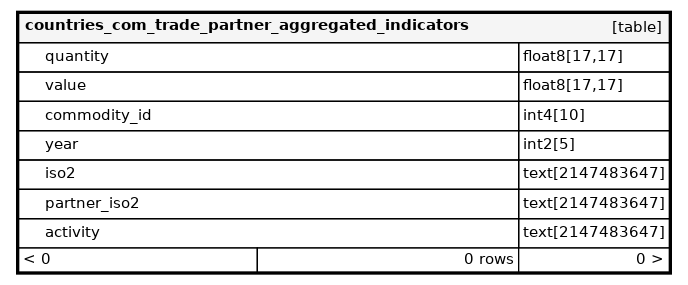 countries_com_trade_partner_aggregated_indicators [table]
quantity float8[17,17]
value float8[17,17]
commodity_id int4[10]
year int2[5]
iso2 text[2147483647]
partner_iso2 text[2147483647]
activity text[2147483647]
< 0 0 rows 0 >